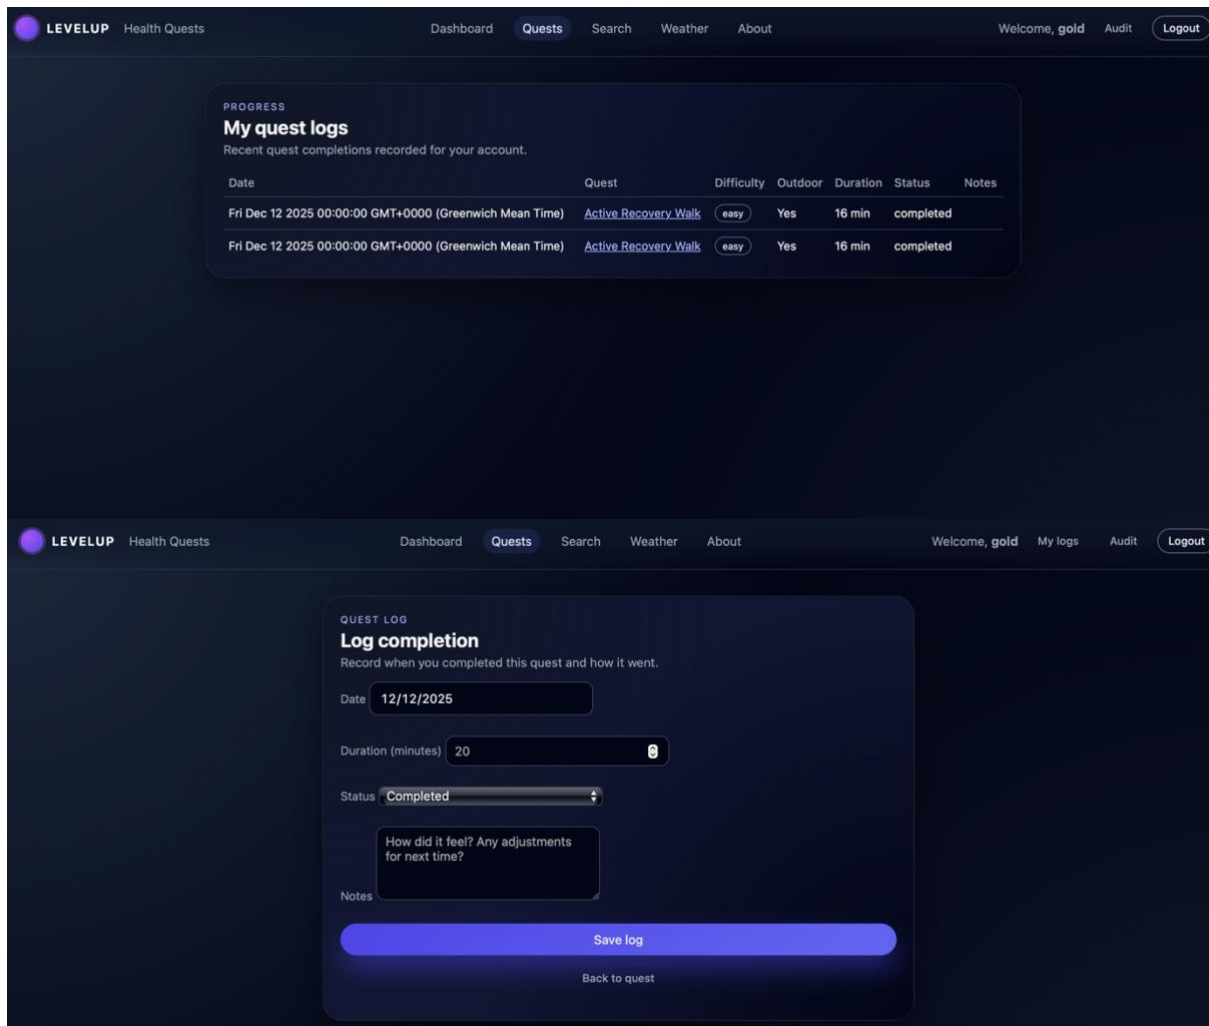 LEVELUP Health Quests Dashboard Quests Search Weather About Welcome, gold Audit Logout
PROGRESS
My quest logs
Recent quest completions recorded for your account.
Date Quest Difficulty Outdoor Duration Status Notes
Fri Dec 12 2025 00:00:00 GMT+0000 (Greenwich Mean Time) Active Recovery Walk easy Yes 16 min completed
Fri Dec 12 2025 00:00:00 GMT+0000 (Greenwich Mean Time) Active Recovery Walk easy Yes 16 min completed
LEVELUP Health Quests Dashboard Quests Search Weather About Welcome, gold My logs Audit Logout
QUEST LOG
Log completion
Record when you completed this quest and how it went.
Date 12/12/2025
Duration (minutes) 20
Status Completed
How did it feel? Any adjustments
for next time?
Notes
Save log
Back to quest